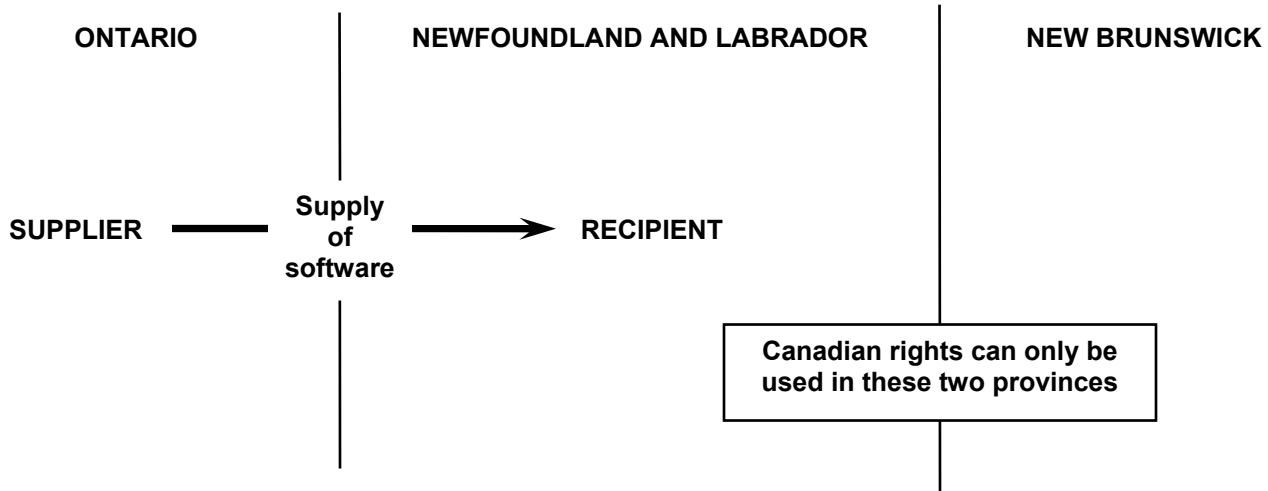 ONTARIO
NEWFOUNDLAND AND LABRADOR
NEW BRUNSWICK
SUPPLIER
Supply
of
software
RECIPIENT
Canadian rights can only be
used in these two provinces